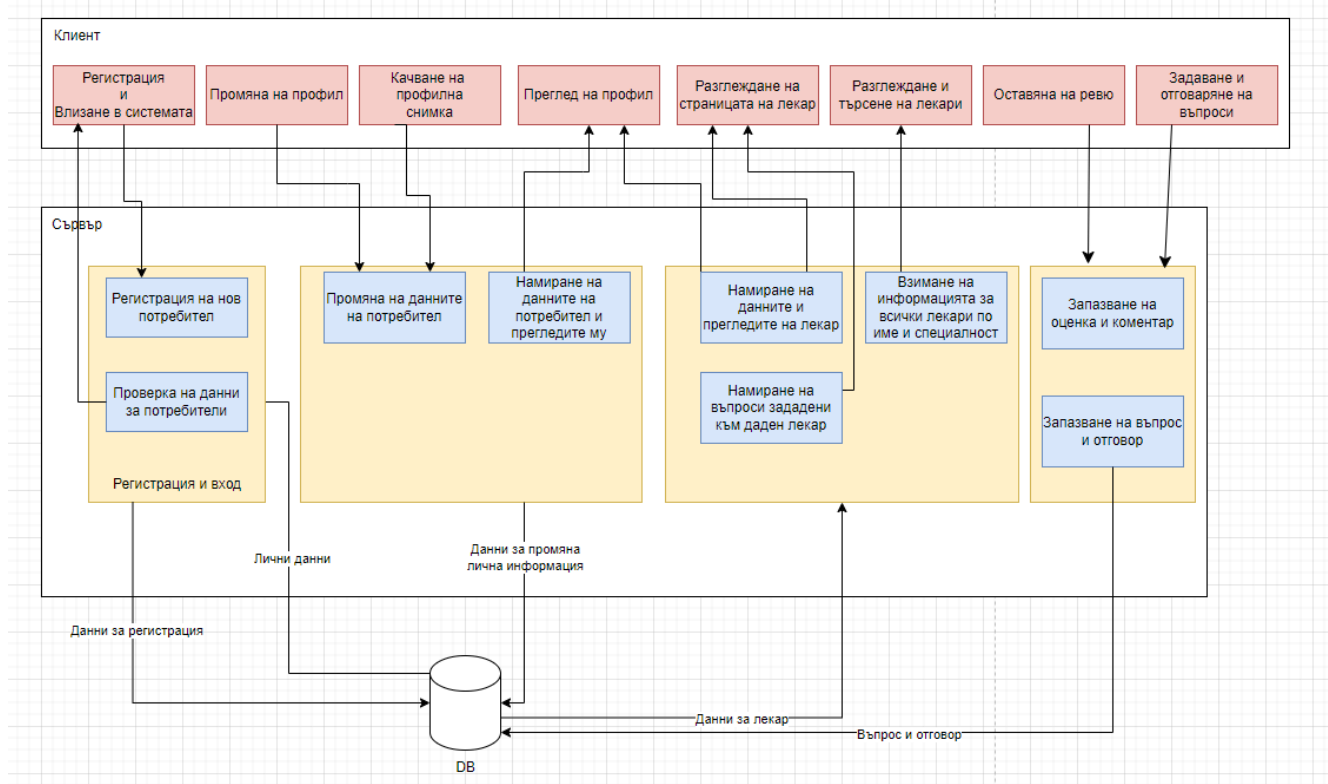 Клиент
Регистрация
и
Влизане в системата
Промяна на профил
Качване на
профилна
снимка
Преглед на профил
Разглеждане на
страницата на лекар
Разглеждане и
търсене на лекари
Оставяна на ревю
Задаване и
отговаряне на
въпроси
Сървър
Регистрация на нов
потребител
Проверка на данни
за потребители
Регистрация и вход
Промяна на данните
на потребител
Намиране на
данните на
потребител и
прегледите му
Намиране на
данните и
прегледите на лекар
Взимане на
информацията за
всички лекари по
име и специалност
Намиране на
въпроси зададени
към даден лекар
Запазване на
оценка и коментар
Запазване на въпрос
и отговор
Лични данни
Данни за промяна
лична информация
Данни за регистрация
Данни за лекар
Въпрос и отговор
DB